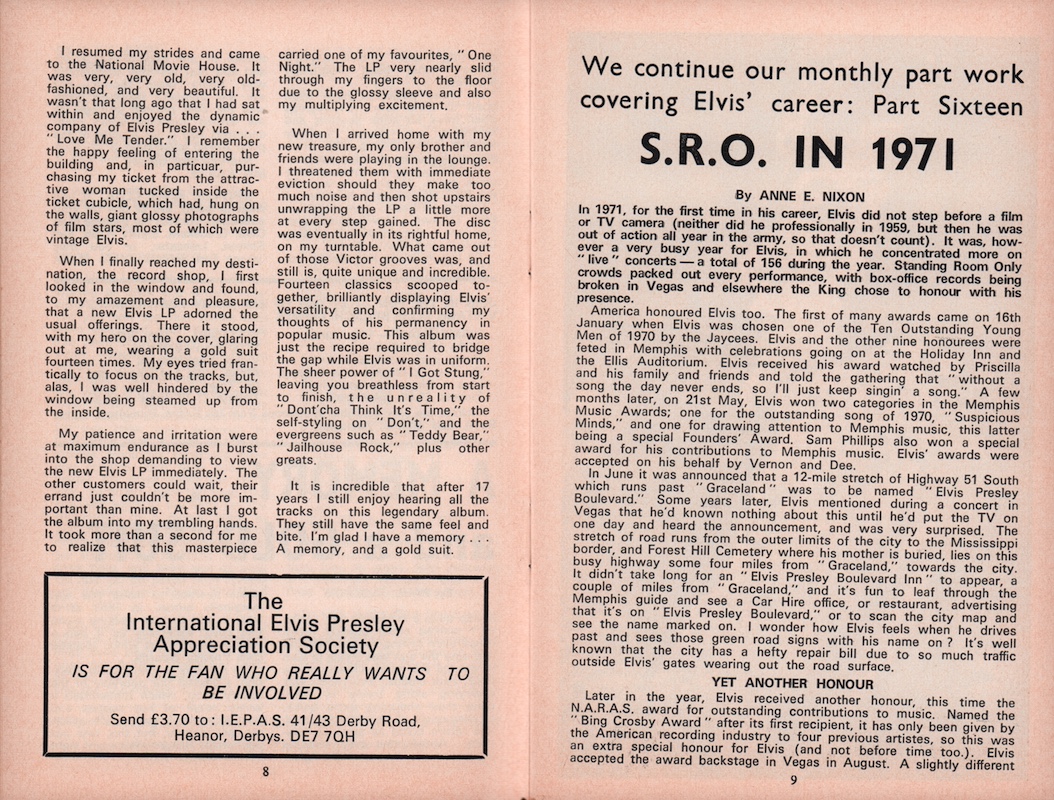 I resumed my strides and came
to the National Movie House. It
was very, very old, very old-
fashioned, and very beautiful. It
wasn't that long ago that I had sat
within and enjoyed the dynamic
company of Elvis Presley via . . .
"Love Me Tender." I remember
the happy feeling of entering the
building and, in particuar, pur-
chasing my ticket from the attrac-
tive woman tucked inside the
ticket cubicle, which had, hung on
the walls, giant glossy photographs
of film stars, most of which were
vintage Elvis.
When I finally reached my desti-
nation, the record shop, I first
looked in the window and found,
to my amazement and pleasure,
that a new Elvis LP adorned the
usual offerings. There it stood,
with my hero on the cover, glaring
out at me, wearing a gold suit
fourteen times. My eyes tried fran-
tically to focus on the tracks, but,
alas, I was well hindered by the
window being steamed up from
the inside.
My patience and irritation were
at maximum endurance as I burst
into the shop demanding to view
the new Elvis LP immediately. The
other customers could wait, their
errand just couldn't be more im-
portant than mine. At last I got
the album into my trembling hands.
It took more than a second for me
to realize that this masterpiece
carried one of my favourites, "One
Night." The LP very nearly slid
through my fingers to the floor
due to the glossy sleeve and also
my multiplying excitement.
When I arrived home with my
new treasure, my only brother and
friends were playing in the lounge.
I threatened them with immediate
eviction should they make too
much noise and then shot upstairs
unwrapping the LP a little more
at every step gained. The disc
was eventually in its rightful home,
on my turntable. What came out
of those Victor grooves was, and
still is, quite unique and incredible.
Fourteen classics scooped to-
gether, brilliantly displaying Elvis'
versatility and confirming my
thoughts of his permanency in
popular music. This album was
just the recipe required to bridge
the gap while Elvis was in uniform.
The sheer power of "I Got Stung,"
leaving you breathless from start
to finish, the unreality of
"Dont'cha Think It's Time," the
self-styling on "Don't," and the
evergreens such as "Teddy Bear,"
"Jailhouse Rock," plus other
greats.
It is incredible that after 17
years I still enjoy hearing all the
tracks on this legendary album.
They still have the same feel and
bite. I'm glad I have a memory . . .
A memory, and a gold suit.
The
International Elvis Presley
Appreciation Society
IS FOR THE FAN WHO REALLY WANTS TO
BE INVOLVED
Send £3.70 to: I.E.P.A.S. 41/43 Derby Road,
Heanor, Derbys. DE7 7QH
8
We continue our monthly part work
covering Elvis' career: Part Sixteen
S.R.O. IN 1971
By ANNE E. NIXON
In 1971, for the first time in his career, Elvis did not step before a film
or TV camera (neither did he professionally in 1959, but then he was
out of action all year in the army, so that doesn't count). It was, how-
ever a very busy year for Elvis, in which he concentrated more on
"live" concerts — a total of 156 during the year. Standing Room Only
crowds packed out every performance, with box-office records being
broken in Vegas and elsewhere the King chose to honour with his
presence.
America honoured Elvis too. The first of many awards came on 16th
January when Elvis was chosen one of the Ten Outstanding Young
Men of 1970 by the Jaycees. Elvis and the other nine honourees were
feted in Memphis with celebrations going on at the Holiday Inn and
the Ellis Auditorium. Elvis received his award watched by Priscilla
and his family and friends and told the gathering that "without a
song the day never ends, so I'll just keep singin' a song." A few
months later, on 21st May, Elvis won two categories in the Memphis
Music Awards; one for the outstanding song of 1970, "Suspicious
Minds," and one for drawing attention to Memphis music, this latter
being a special Founders' Award. Sam Phillips also won a special
award for his contributions to Memphis music. Elvis' awards were
accepted on his behalf by Vernon and Dee.
In June it was announced that a 12-mile stretch of Highway 51 South
which runs past "Graceland" was to be named "Elvis Presley
Boulevard." Some years later, Elvis mentioned during a concert in
Vegas that he'd known nothing about this until he'd put the TV on
one day and heard the announcement, and was very surprised. The
stretch of road runs from the outer limits of the city to the Mississippi
border, and Forest Hill Cemetery where his mother is buried, lies on this
busy highway some four miles from "Graceland," towards the city.
It didn't take long for an "Elvis Presley Boulevard Inn" to appear, a
couple of miles from "Graceland," and it's fun to leaf through the
Memphis guide and see a Car Hire office, or restaurant, advertising
that it's on "Elvis Presley Boulevard," or to scan the city map and
see the name marked on. I wonder how Elvis feels when he drives
past and sees those green road signs with his name on? It's well
known that the city has a hefty repair bill due to so much traffic
outside Elvis' gates wearing out the road surface.
YET ANOTHER HONOUR
Later in the year, Elvis received another honour, this time the
N.A.R.A.S. award for outstanding contributions to music. Named the
"Bing Crosby Award" after its first recipient, it has only been given by
the American recording industry to four previous artistes, so this was
an extra special honour for Elvis (and not before time too.). Elvis
accepted the award backstage in Vegas in August. A slightly different
9